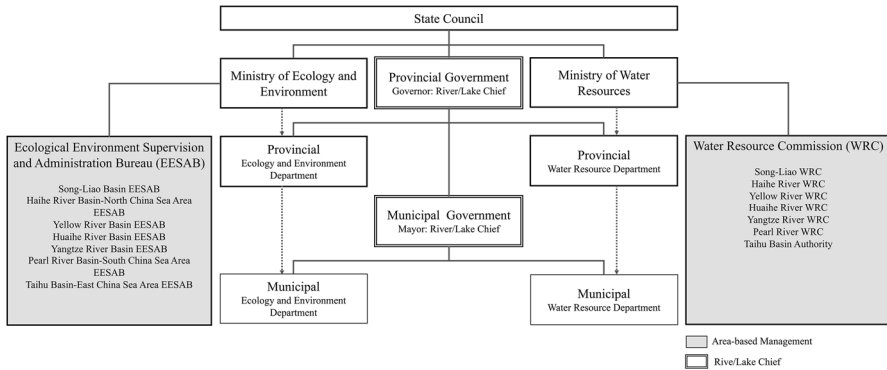 State Council
Ministry of Ecology and
Environment
Provincial Government
Governor: River/Lake Chief
Ministry of Water
Resources
Ecological Environment Supervision
and Administration Bureau (EESAB)
Song-Liao Basin EESAB
Haihe River Basin-North China Sea Area
EESAB
Yellow River Basin EESAB
Huaihe River Basin EESAB
Yangtze River Basin EESAB
Pearl River Basin-South China Sea Area
EESAB
Taihu Basin-East China Sea Area EESAB
Provincial
Ecology and Environment
Department
Provincial
Water Resource Department
Water Resource Commission (WRC)
Song-Liao WRC
Haihe River WRC
Yellow River WRC
Huaihe River WRC
Yangtze River WRC
Pearl River WRC
Taihu Basin Authority
Municipal Government
Mayor: River/Lake Chief
Municipal
Ecology and Environment
Department
Municipal
Water Resource Department
Area-based Management
Rive/Lake Chief